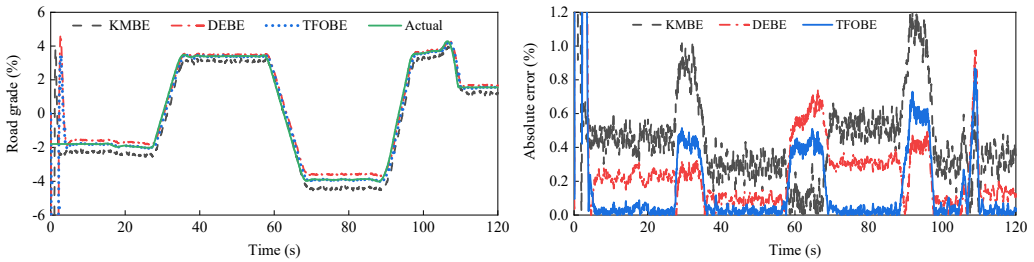 KMBE DEBE TFOBE Actual
Road grade (%)
6
4
2
0
-2
-4
-6
0 20 40 60 80 100 120
Time (s)
KMBE DEBE TFOBE
Absolute error (%)
1.2
1.0
0.8
0.6
0.4
0.2
0.0
0 20 40 60 80 100 120
Time (s)